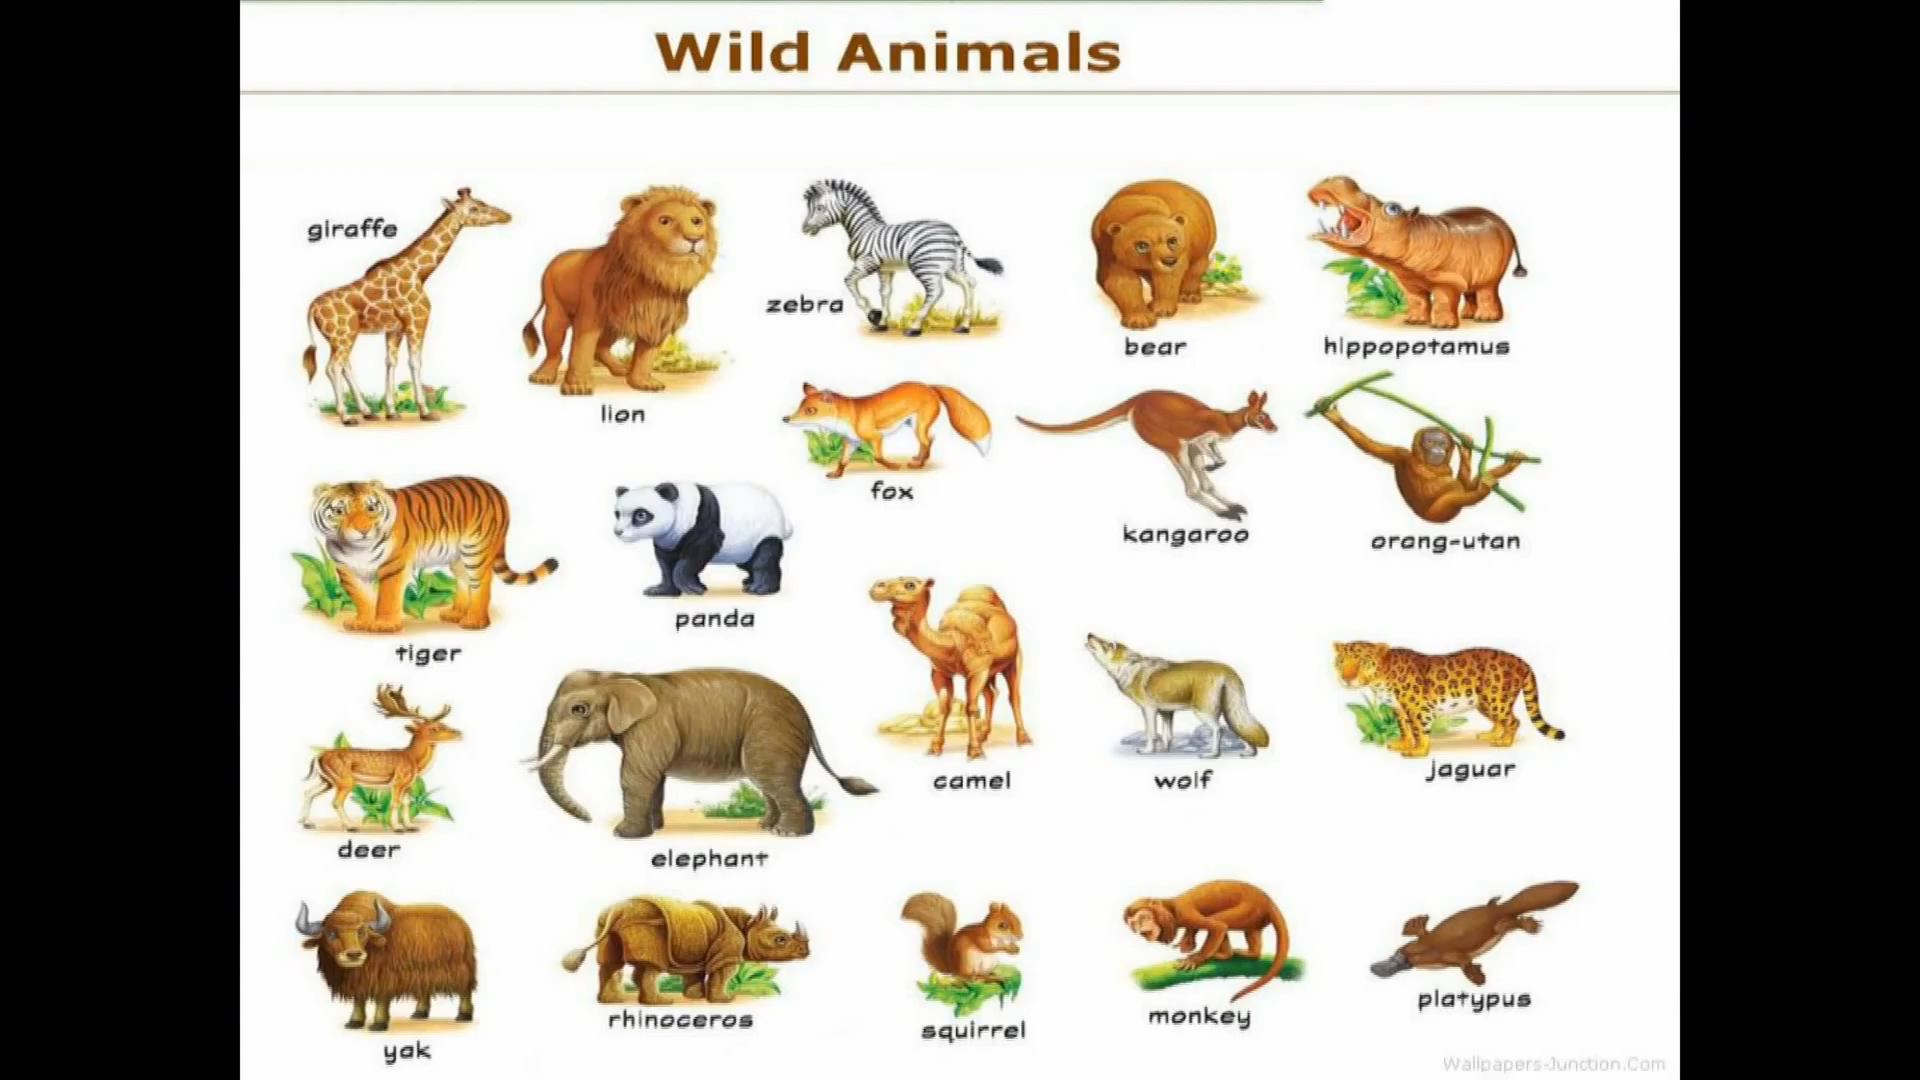 Wild Animals
giraffe
lion
zebra
bear
hippopotamus
fox
kangaroo
orang-utan
tiger
panda
camel
wolf
jaguar
deer
elephant
yak
rhinoceros
squirrel
monkey
platypus
Wallpapers-Junction.Com